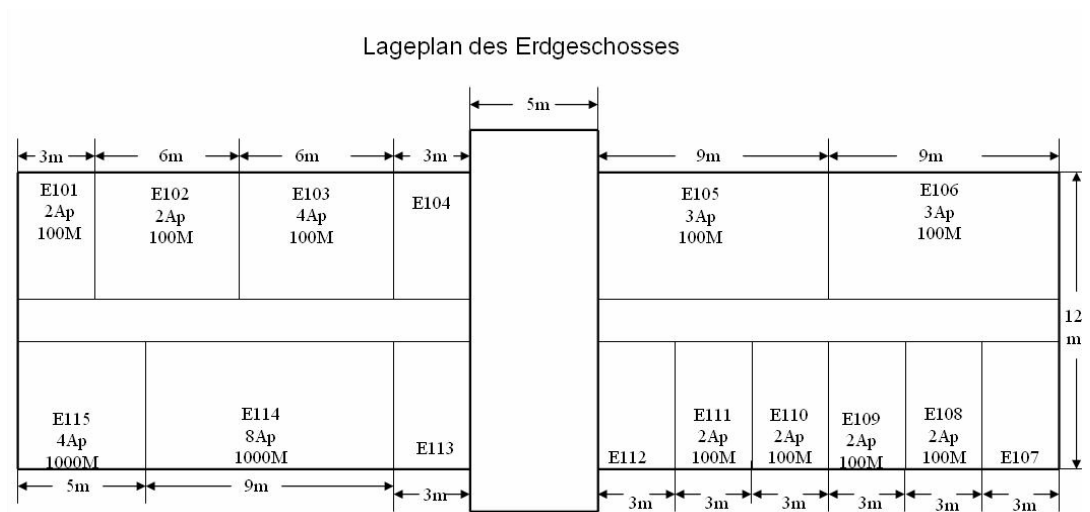 Lageplan des Erdgeschosses
5m
3m
6m
6m
3m
9m
9m
E101
2Ap
100M
E102
2Ap
100M
E103
4Ap
100M
E104
E105
3Ap
100M
E106
3Ap
100M
12
m
E115
4Ap
1000M
E114
8Ap
1000M
E113
E112
E111
2Ap
100M
E110
2Ap
100M
E109
2Ap
100M
E108
2Ap
100M
E107
5m
9m
3m
3m
3m
3m
3m
3m
3m